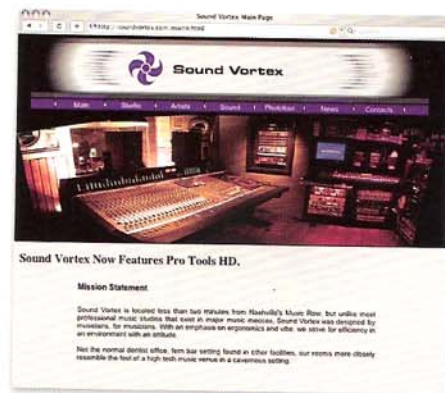 Sound Vortex Main Page
Sound Vortex
Main Studio Artists Sound Photo News Contacts
Sound Vortex Now Features Pro Tools HD.
Mission Statement
Sound Vortex is located less than two minutes from Nashville's Music Row, but unlike most
professional music studios that exist in major music meccas, Sound Vortex was designed by
musicians, for musicians. With an emphasis on ergonomics and vibe, we strive for efficiency in
an environment with an attitude.
Not the normal dentist office, fern bar setting found in other facilities, our rooms more closely
resemble the feel of a high tech music venue in a cavernous setting.